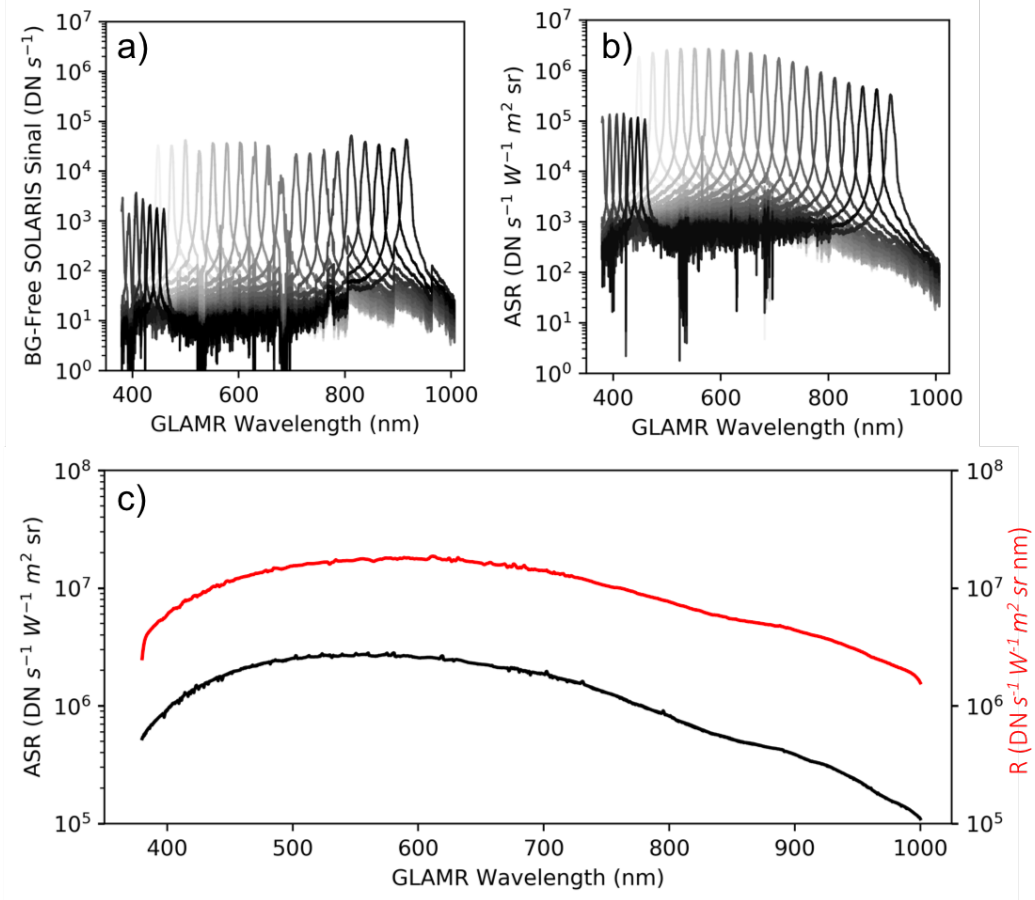 a)
BG-Free SOLARIS Sinal (DN s⁻¹)
10⁷
10⁶
10⁵
10⁴
10³
10²
10¹
10⁰
400 600 800 1000
GLAMR Wavelength (nm)
b)
ASR (DN s⁻¹ W⁻¹ m² sr)
10⁷
10⁶
10⁵
10⁴
10³
10²
10¹
10⁰
400 600 800 1000
GLAMR Wavelength (nm)
c)
ASR (DN s⁻¹ W⁻¹ m² sr)
10⁸
10⁷
10⁶
10⁵
10⁸
10⁷
10⁶
10⁵
R (DN s⁻¹ W⁻¹ m² sr nm)
400 500 600 700 800 900 1000
GLAMR Wavelength (nm)